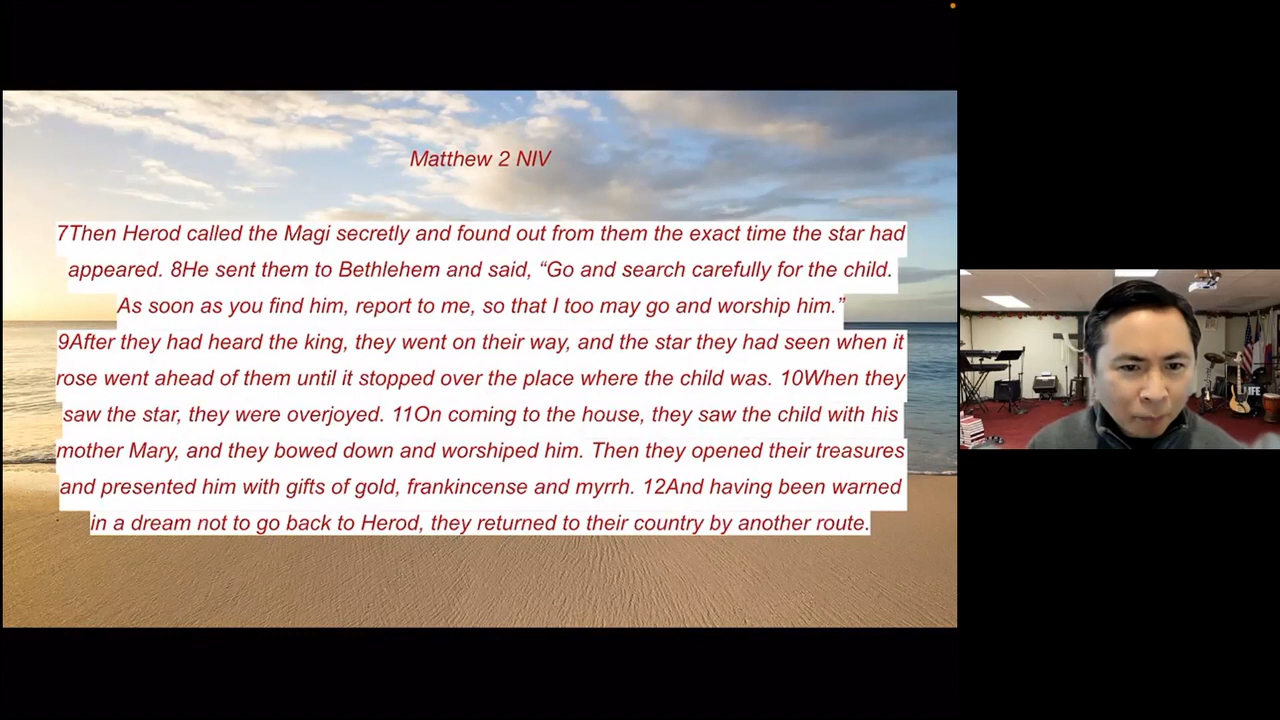 Matthew 2 NIV
7Then Herod called the Magi secretly and found out from them the exact time the star had
appeared. 8He sent them to Bethlehem and said, “Go and search carefully for the child.
As soon as you find him, report to me, so that I too may go and worship him.”
9After they had heard the king, they went on their way, and the star they had seen when it
rose went ahead of them until it stopped over the place where the child was. 10When they
saw the star, they were overjoyed. 11On coming to the house, they saw the child with his
mother Mary, and they bowed down and worshiped him. Then they opened their treasures
and presented him with gifts of gold, frankincense and myrrh. 12And having been warned
in a dream not to go back to Herod, they returned to their country by another route.